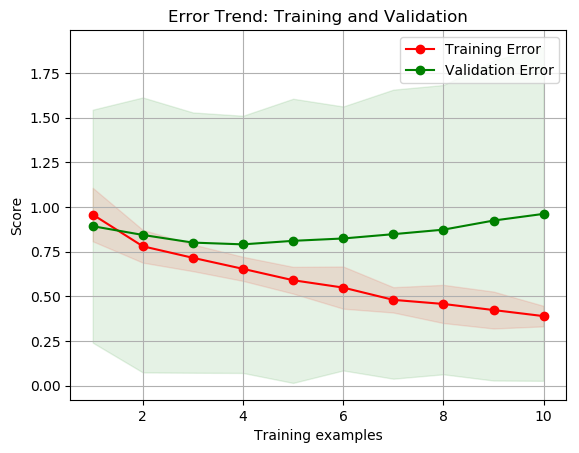 Error Trend: Training and Validation
Training Error
Validation Error
Score
1.75
1.50
1.25
1.00
0.75
0.50
0.25
0.00
2
4
6
8
10
Training examples